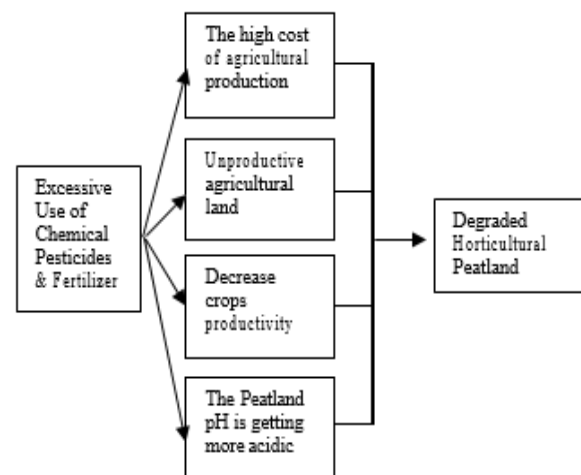 The high cost
of agricultural
production
Unproductive
agricultural
land
Excessive
Use of
Chemical
Pesticides
& Fertilizer
Degraded
Horticultural
Peatland
Decrease
crops
productivity
The Peatland
pH is getting
more acidic